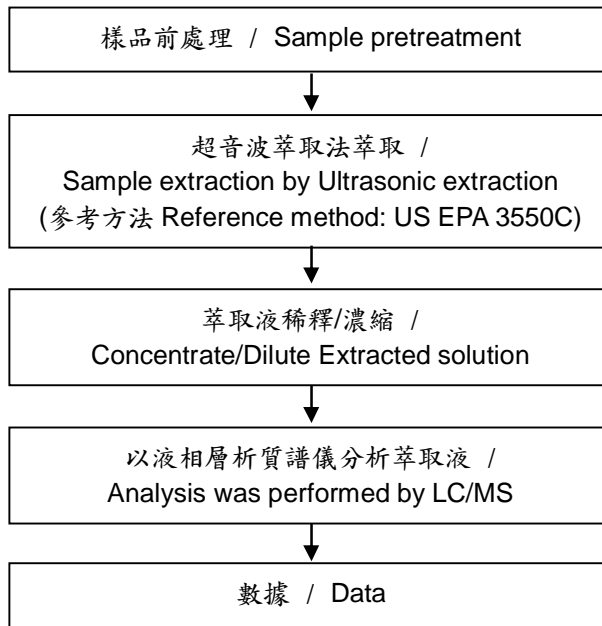 樣品前處理 / Sample pretreatment
超音波萃取法萃取 /
Sample extraction by Ultrasonic extraction
(參考方法 Reference method: US EPA 3550C)
萃取液稀釋/濃縮 /
Concentrate/Dilute Extracted solution
以液相層析質譜儀分析萃取液 /
Analysis was performed by LC/MS
數據 / Data